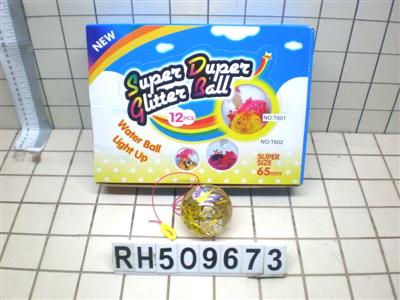 NEW
Super Duper
Glitter Ball
12PCS
NO:T601
NO:T602
Water Ball
Light Up
SUPER
SIZE
65mm
RH509673